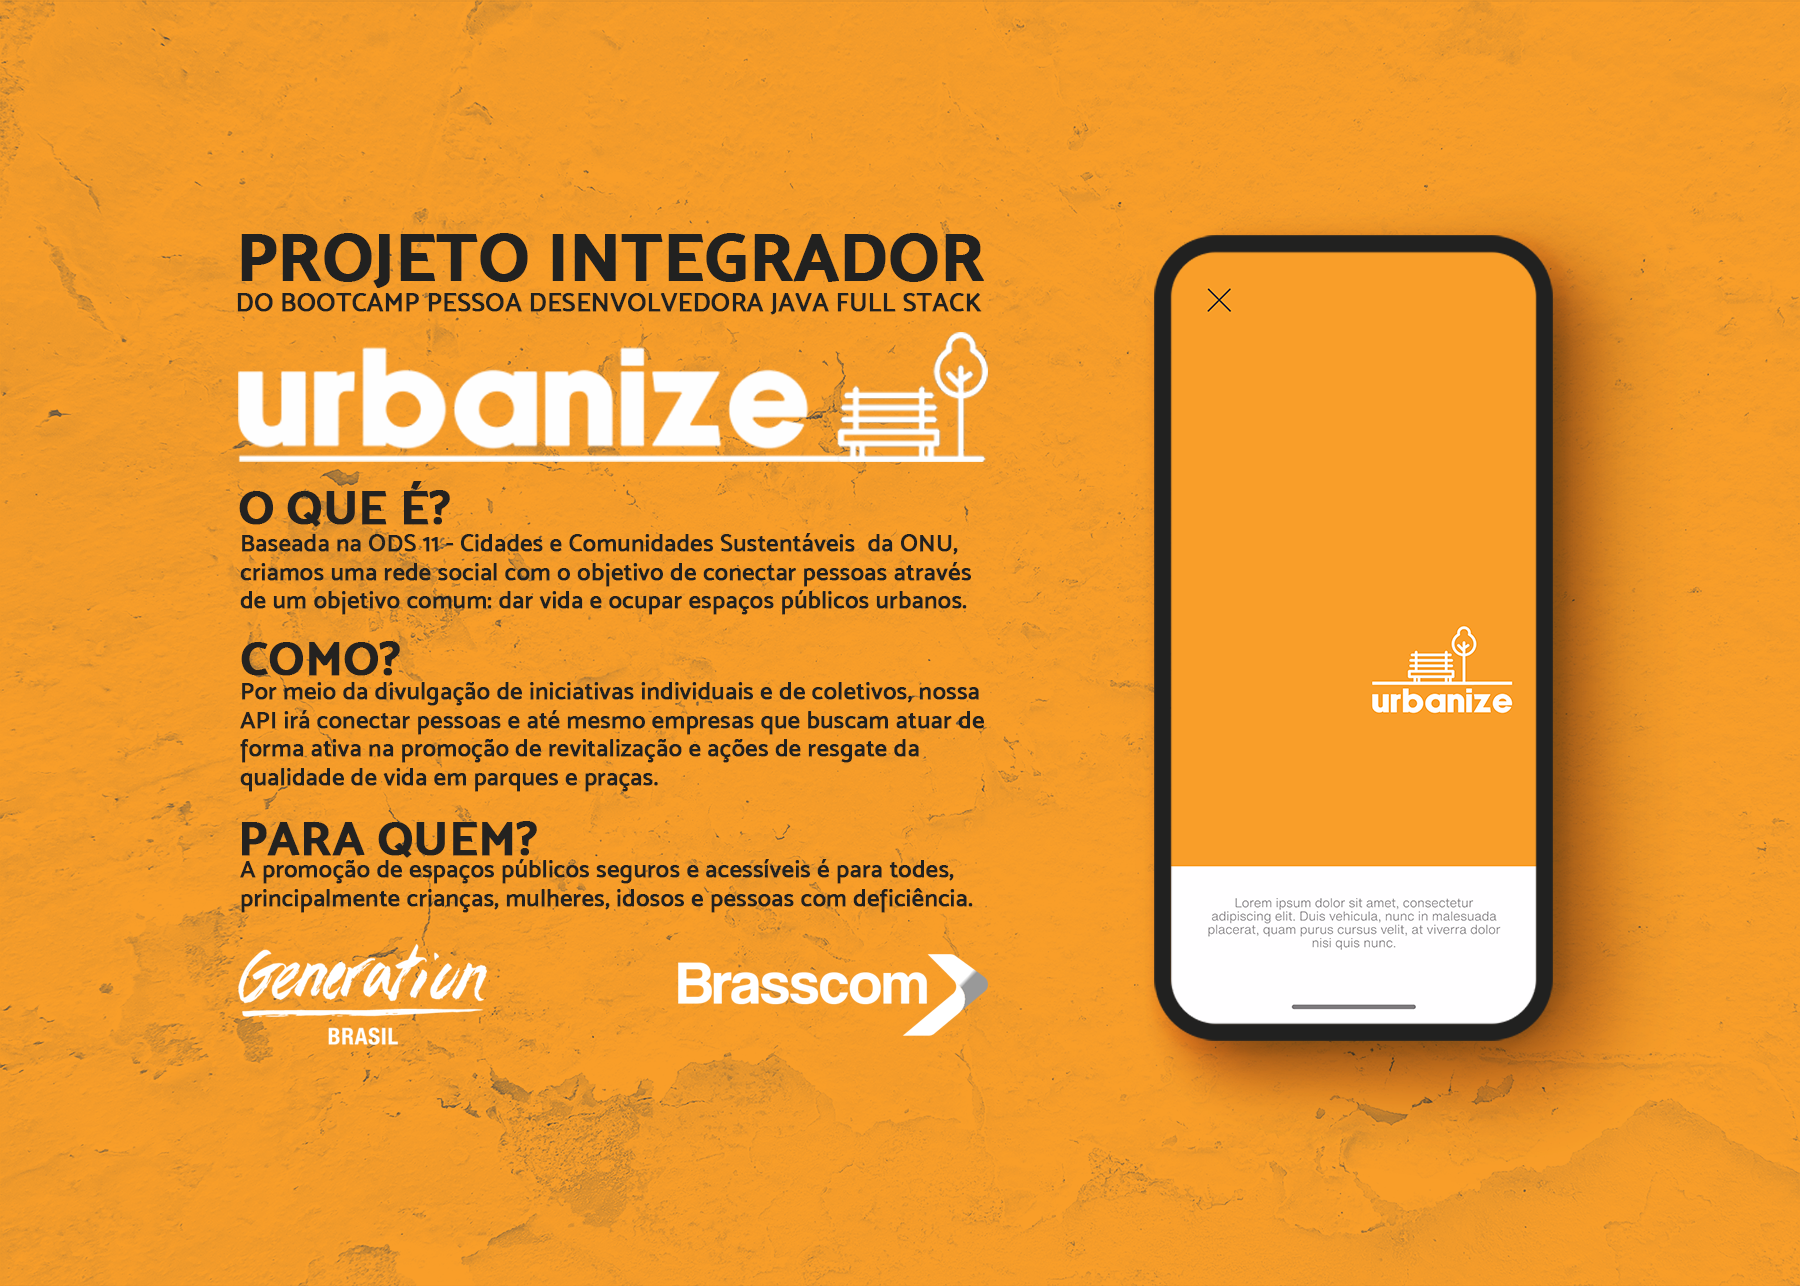 PROJETO INTEGRADOR
DO BOOTCAMP PESSOA DESENVOLVEDORA JAVA FULL STACK
urbanize
O QUE É?
Baseada na ODS 11 - Cidades e Comunidades Sustentáveis  da ONU,
criamos uma rede social com o objetivo de conectar pessoas através
de um objetivo comum: dar vida e ocupar espaços públicos urbanos.
COMO?
Por meio da divulgação de iniciativas individuais e de coletivos, nossa
API irá conectar pessoas e até mesmo empresas que buscam atuar de
forma ativa na promoção de revitalização e ações de resgate da
qualidade de vida em parques e praças.
PARA QUEM?
A promoção de espaços públicos seguros e acessíveis é para todes,
principalmente crianças, mulheres, idosos e pessoas com deficiência.
Generation
BRASIL
Brasscom
urbanize
Lorem ipsum dolor sit amet, consectetur
adipiscing elit. Duis vehicula, nunc in malesuada
placerat, quam purus cursus velit, at viverra dolor
nisi quis nunc.